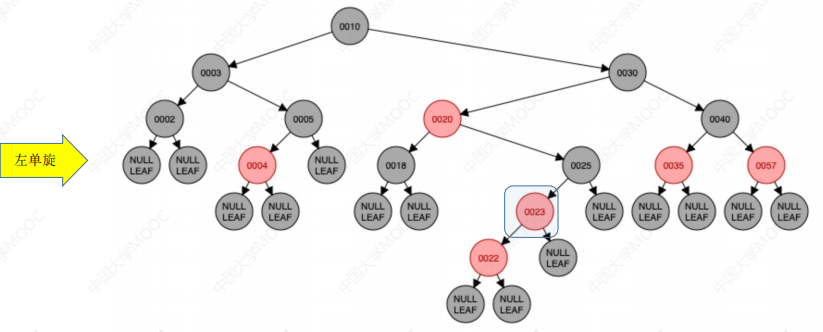 0010
0003
0030
0002
0005
0020
0040
左单旋
NULL
LEAF
NULL
LEAF
0004
NULL
LEAF
0018
0025
0035
0057
NULL
LEAF
NULL
LEAF
NULL
LEAF
NULL
LEAF
0023
NULL
LEAF
NULL
LEAF
NULL
LEAF
NULL
LEAF
NULL
LEAF
0022
NULL
LEAF
NULL
LEAF
NULL
LEAF
中国大学MOOC